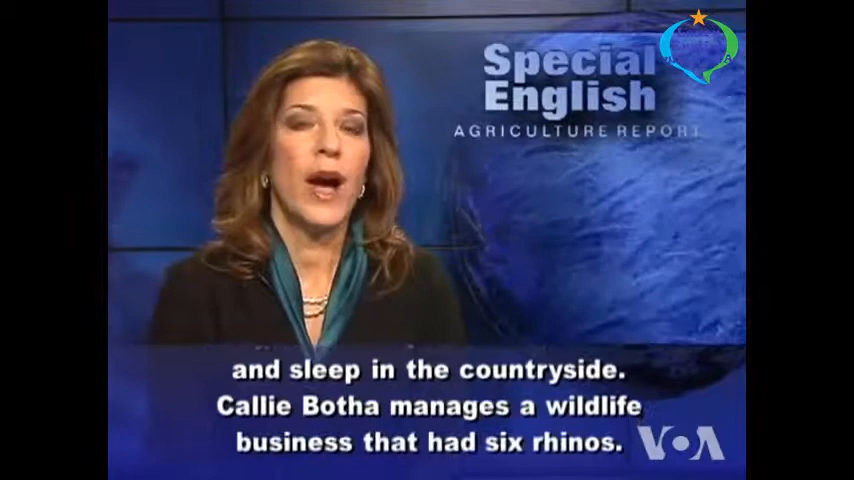 Special
English
AGRICULTURE REPORT
and sleep in the countryside.
Callie Botha manages a wildlife
business that had six rhinos.
VOA